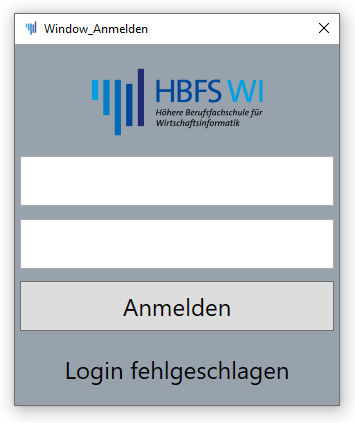 Window_Anmelden
HBFS WI
Höhere Berufsfachschule für
Wirtschaftsinformatik
Anmelden
Login fehlgeschlagen